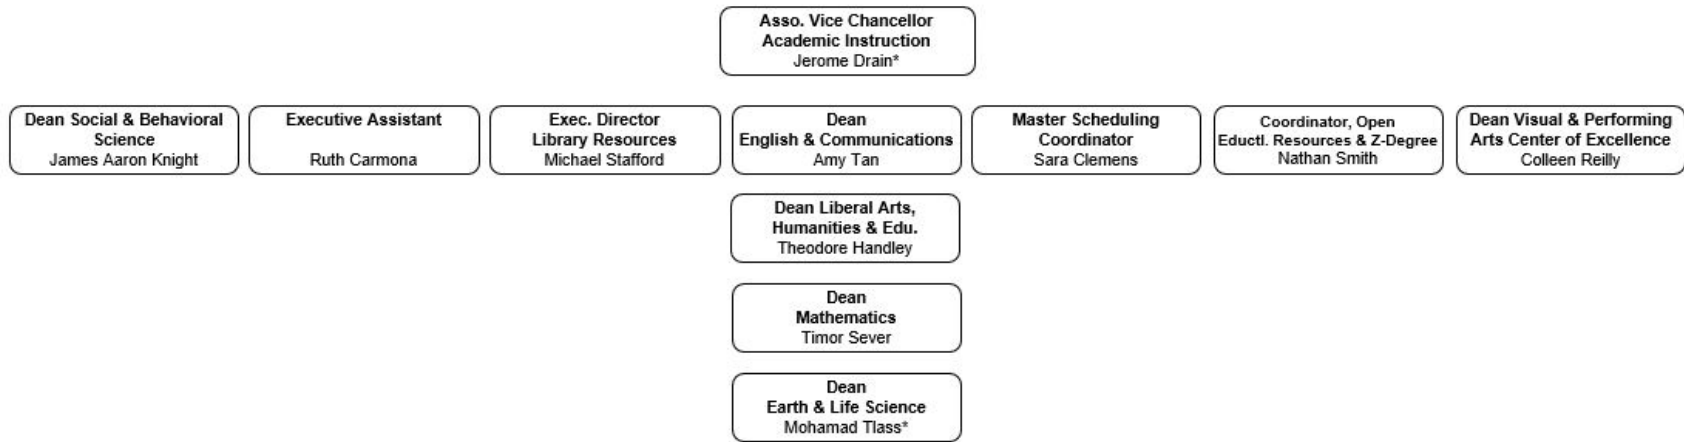 Asso. Vice Chancellor
Academic Instruction
Jerome Drain*
Dean Social & Behavioral
Science
James Aaron Knight
Executive Assistant
Ruth Carmona
Exec. Director
Library Resources
Michael Stafford
Dean
English & Communications
Amy Tan
Master Scheduling
Coordinator
Sara Clemens
Coordinator, Open
Eductl. Resources & Z-Degree
Nathan Smith
Dean Visual & Performing
Arts Center of Excellence
Colleen Reilly
Dean Liberal Arts,
Humanities & Edu.
Theodore Handley
Dean
Mathematics
Timor Sever
Dean
Earth & Life Science
Mohamad Tlass*